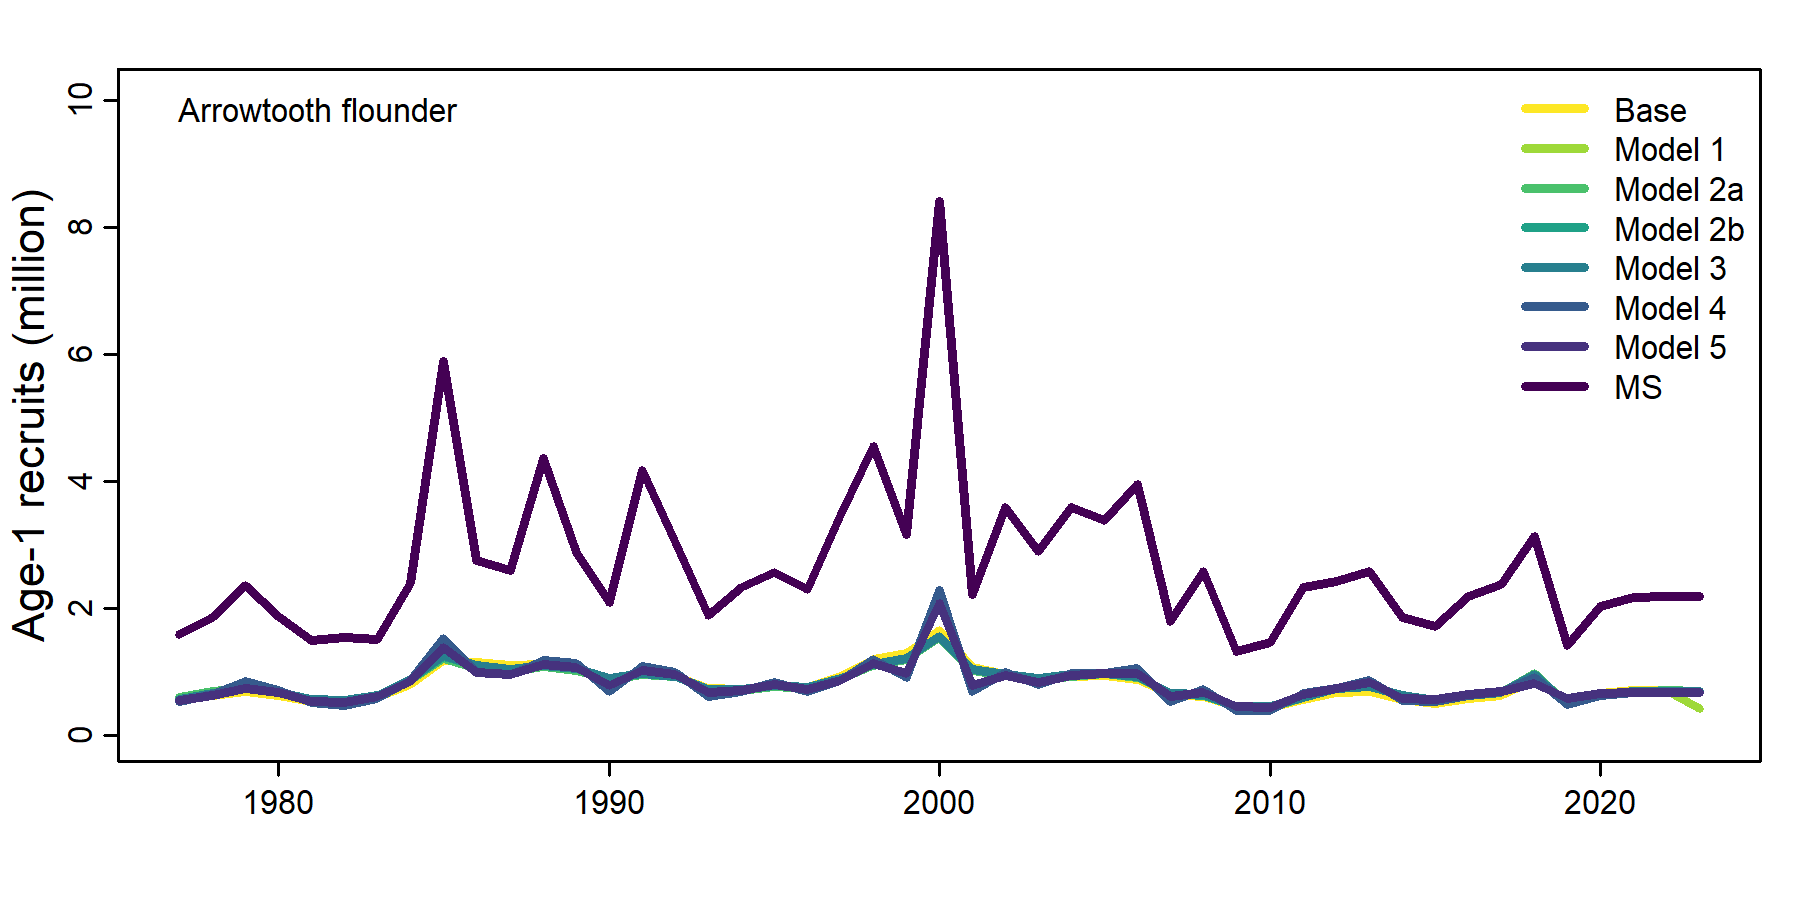 Arrowtooth flounder
Base
Model 1
Model 2a
Model 2b
Model 3
Model 4
Model 5
MS
Age-1 recruits (million)
10
8
6
4
2
0
1980
1990
2000
2010
2020